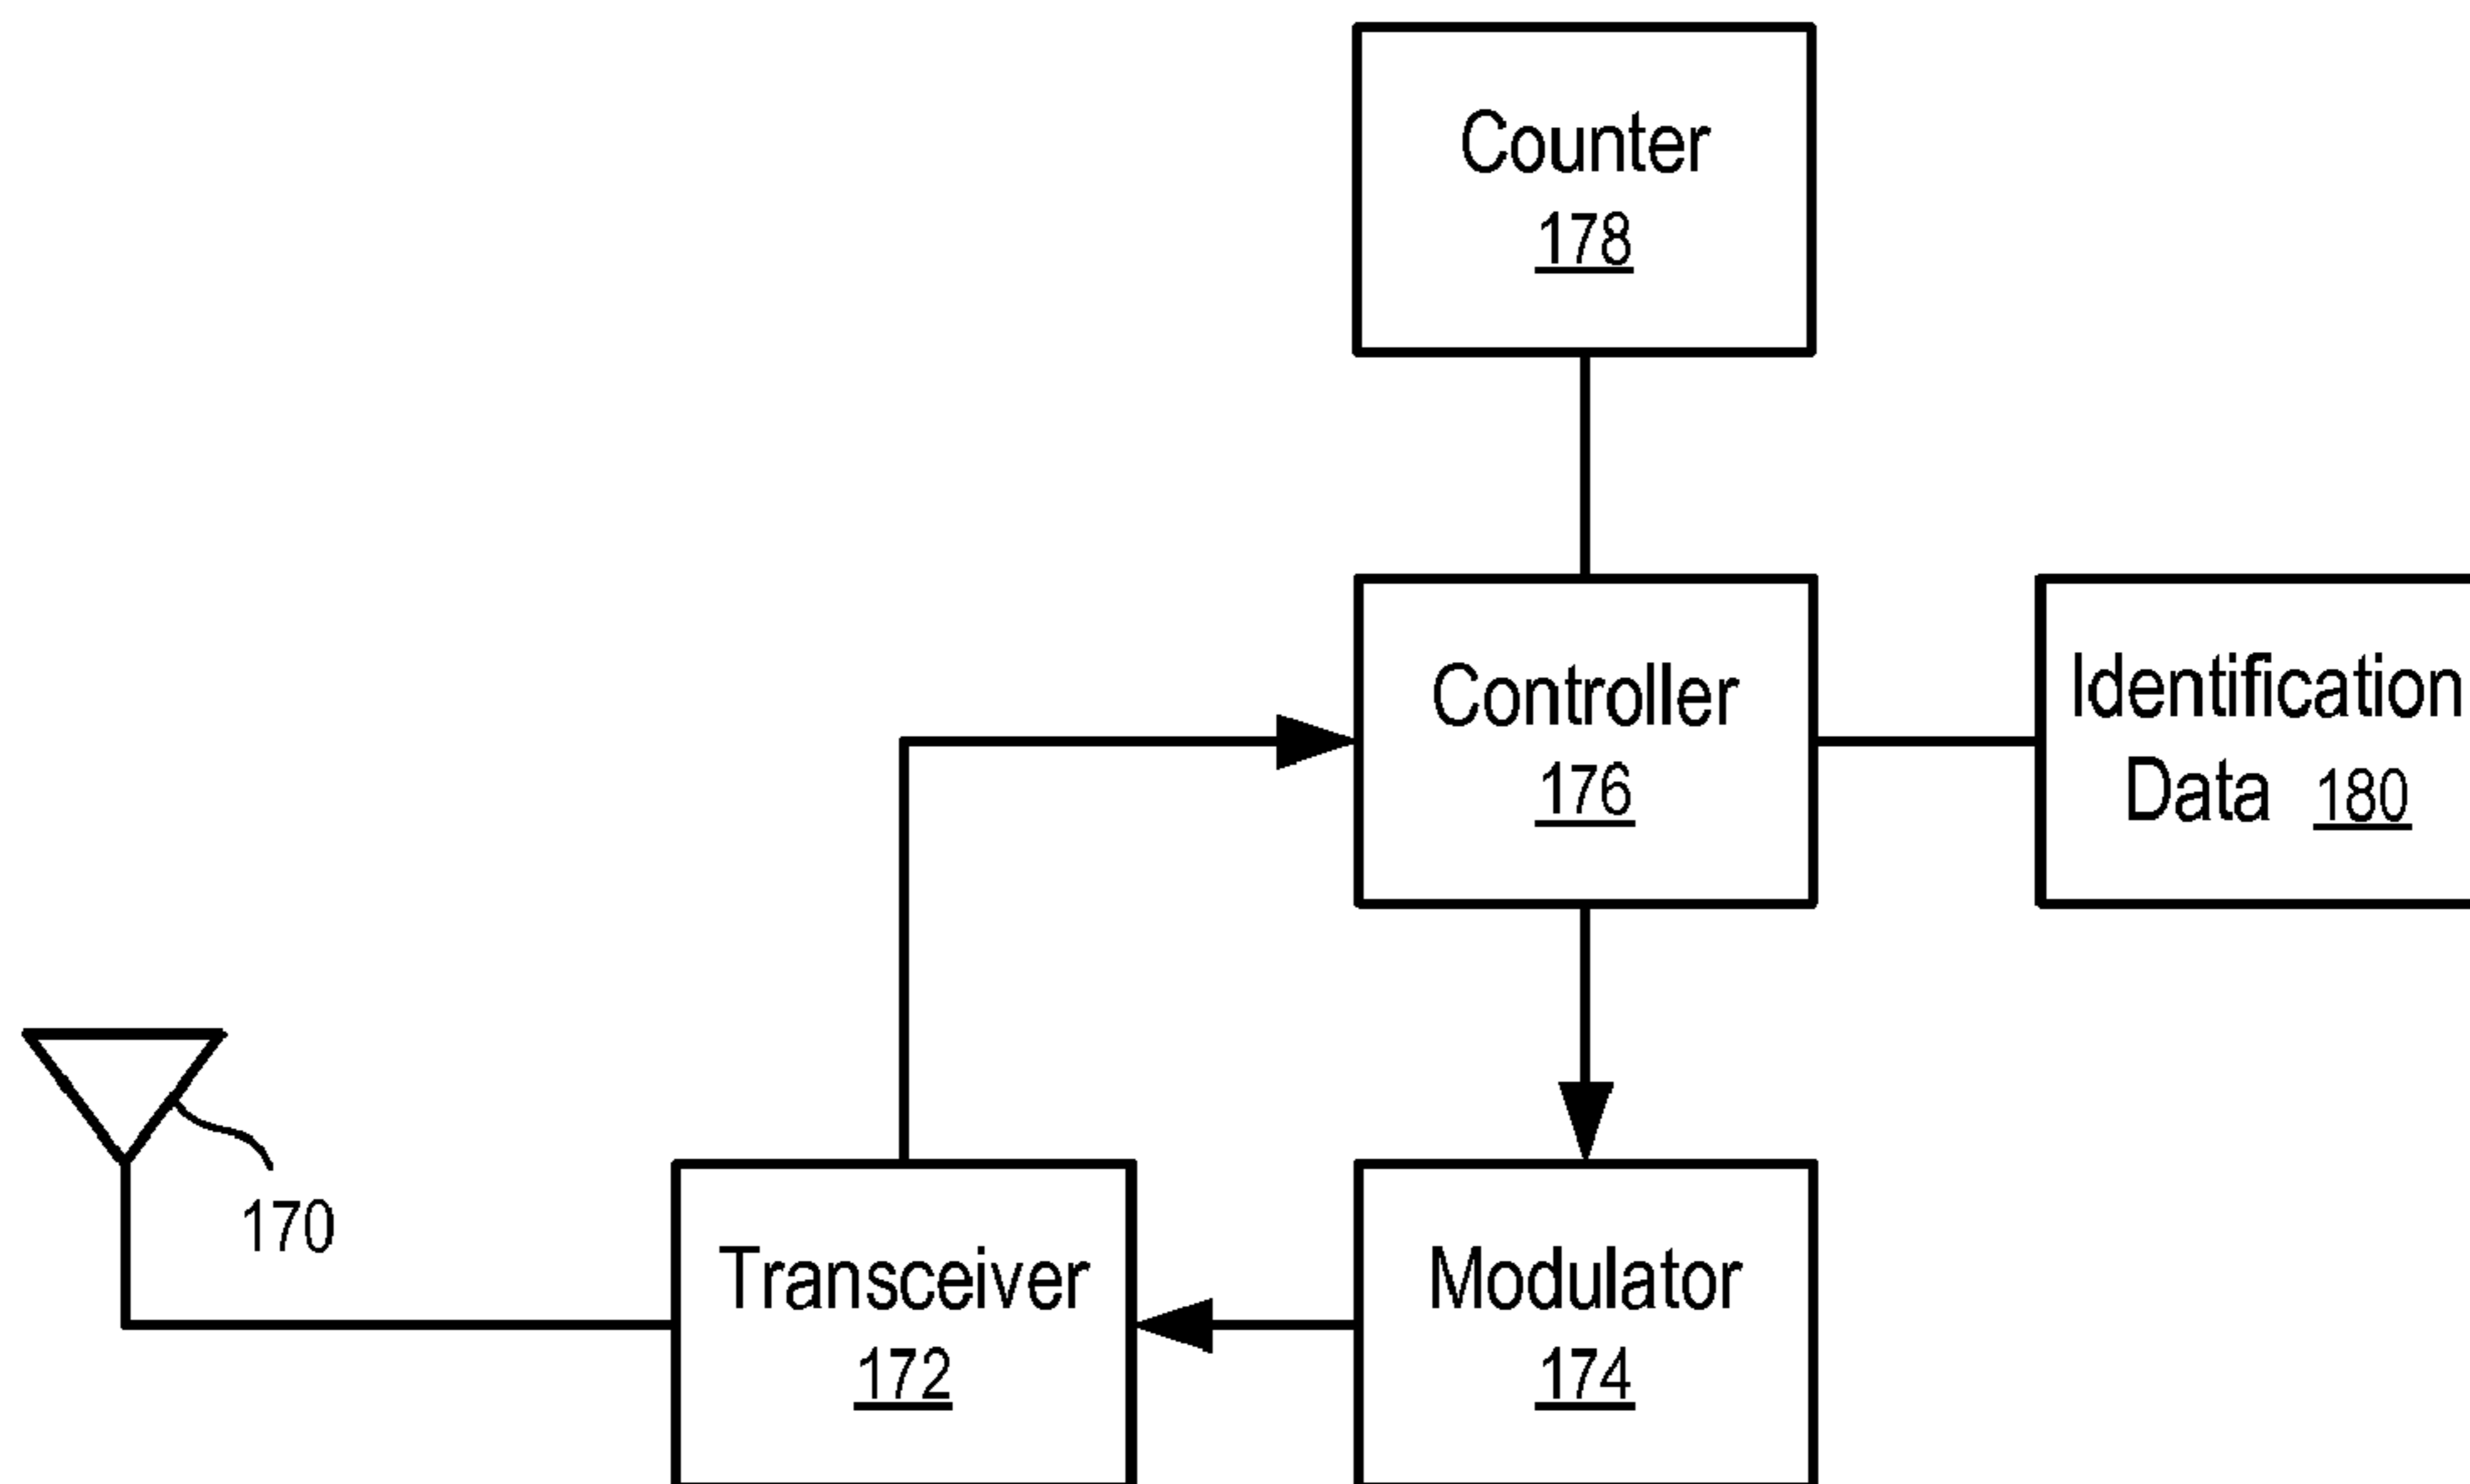 Counter
178
Controller
176
Identification
Data 180
170
Transceiver
172
Modulator
174